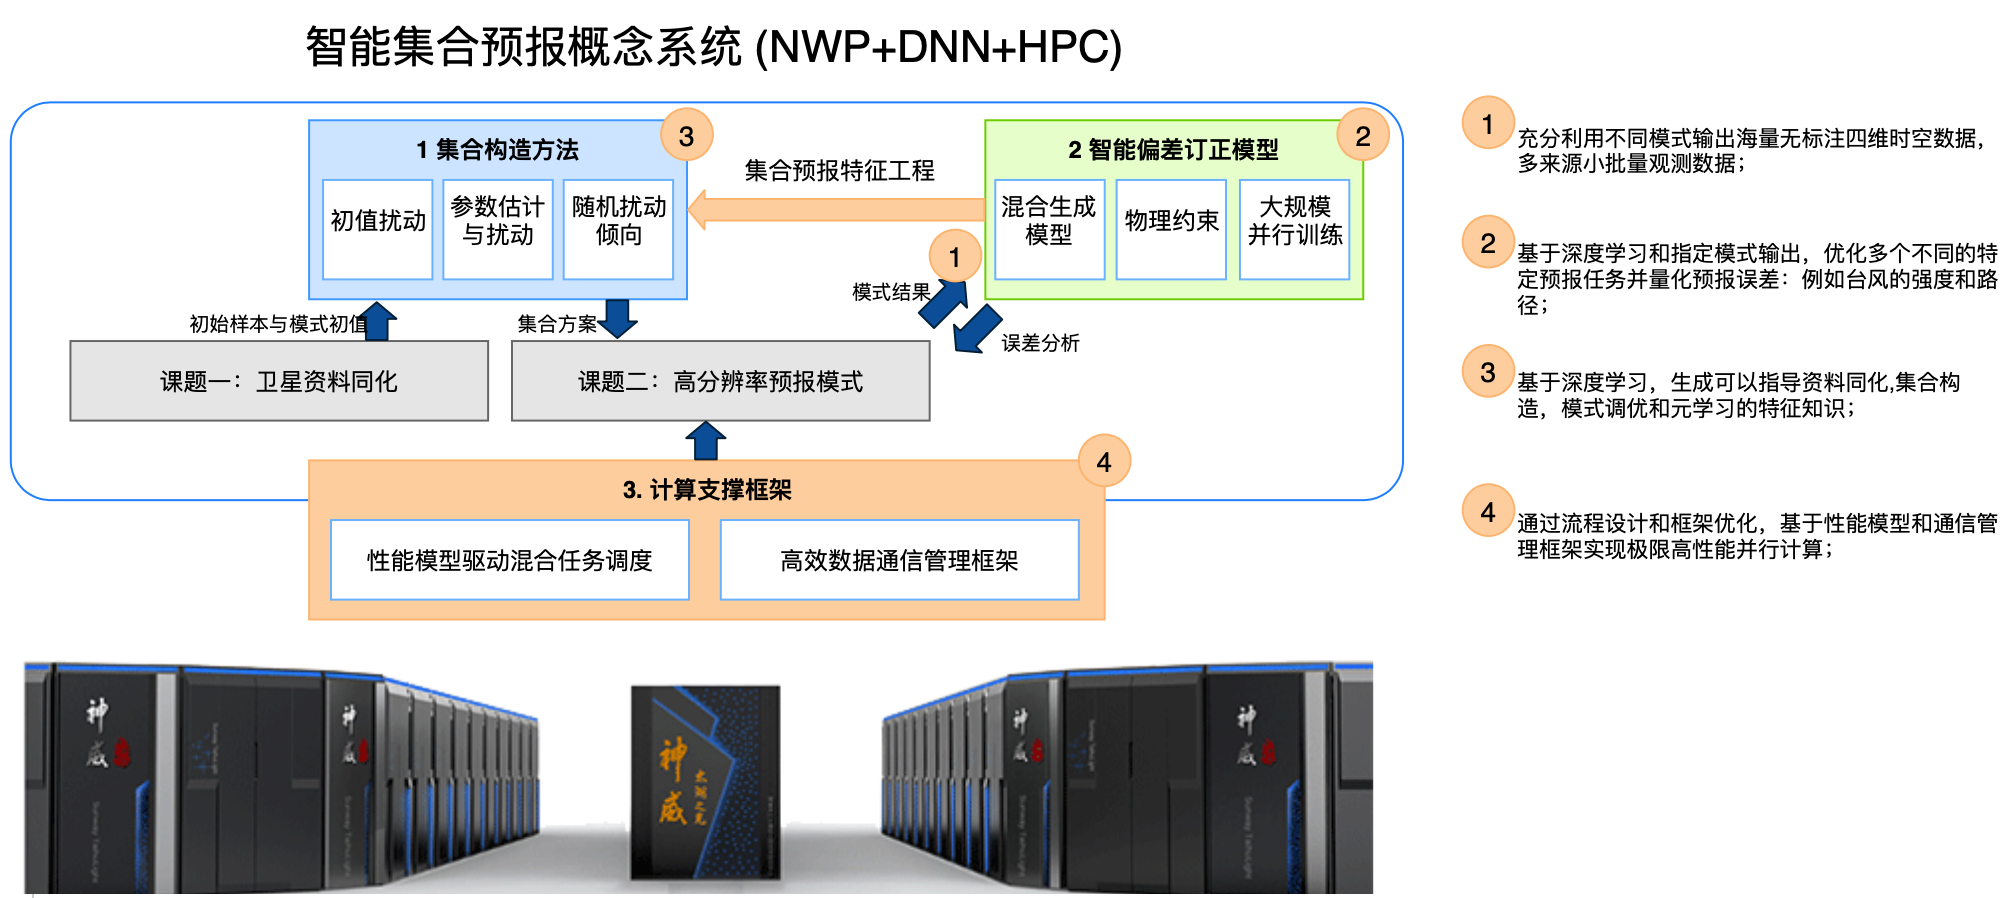 智能集合预报概念系统 (NWP+DNN+HPC)
1 集合构造方法
3
初值扰动
参数估计
与扰动
随机扰动
倾向
集合预报特征工程
2 智能偏差订正模型
2
混合生成
模型
物理约束
大规模
并行训练
1
模式结果
误差分析
初始样本与模式初值
集合方案
课题一：卫星资料同化
课题二：高分辨率预报模式
4
3. 计算支撑框架
性能模型驱动混合任务调度
高效数据通信管理框架
1
充分利用不同模式输出海量无标注四维时空数据，
多来源小批量观测数据；
2
基于深度学习和指定模式输出，优化多个不同的特
定预报任务并量化预报误差：例如台风的强度和路
径；
3
基于深度学习，生成可以指导资料同化,集合构
造，模式调优和元学习的特征知识；
4
通过流程设计和框架优化，基于性能模型和通信管
理框架实现极限高性能并行计算；
神威
神威
神威
太湖之光
神威
神威
Sunway TaihuLight
Sunway TaihuLight
Sunway TaihuLight
Sunway TaihuLight